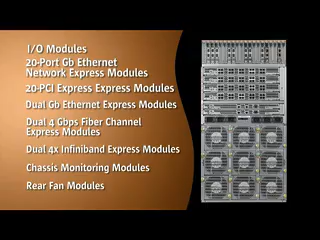 I/O Modules
20-Port Gb Ethernet
Network Express Modules
20-PCI Express Express Modules
Dual Gb Ethernet Express Modules
Dual 4 Gbps Fiber Channel
Express Modules
Dual 4x Infiniband Express Modules
Chassis Monitoring Modules
Rear Fan Modules